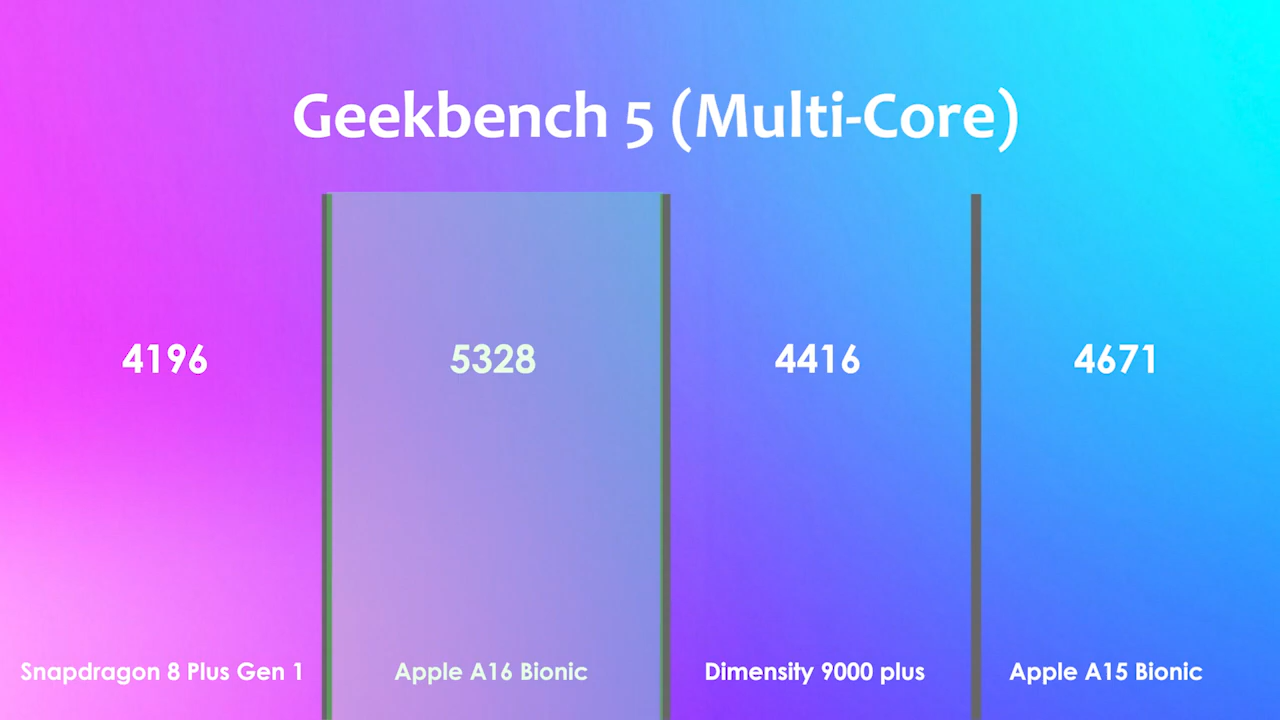 Geekbench 5 (Multi-Core)
4196
5328
4416
4671
Snapdragon 8 Plus Gen 1
Apple A16 Bionic
Dimensity 9000 plus
Apple A15 Bionic